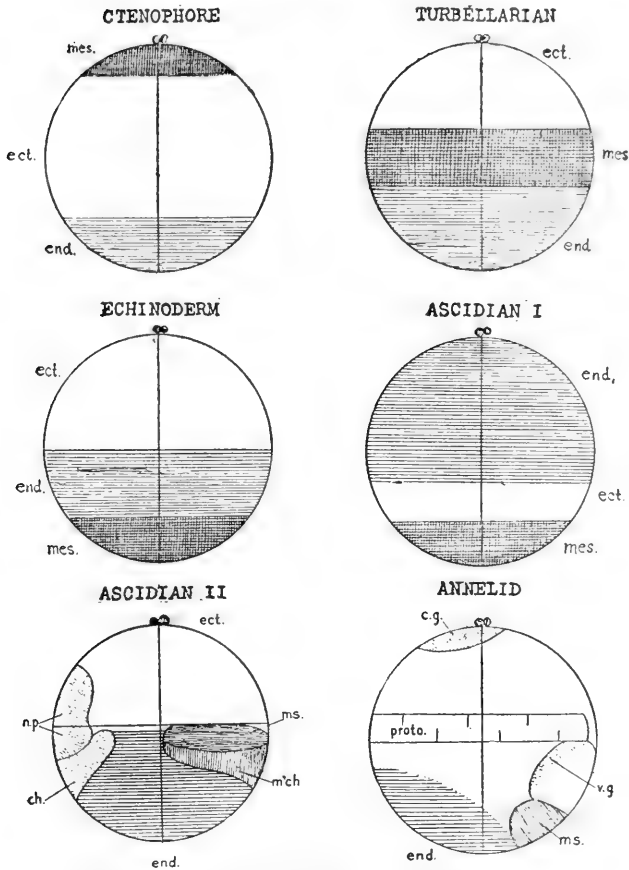 CTENOPHORE
mes.
ect.
end.
TURBELLARIAN
ect.
mes
end
ECHINODERM
ect.
end.
mes.
ASCIDIAN I
end,
ect.
mes.
ASCIDIAN II
ect.
n.p
ch.
ms.
m'ch
end.
ANNELID
c.g.
proto.
v.g
ms.
end.